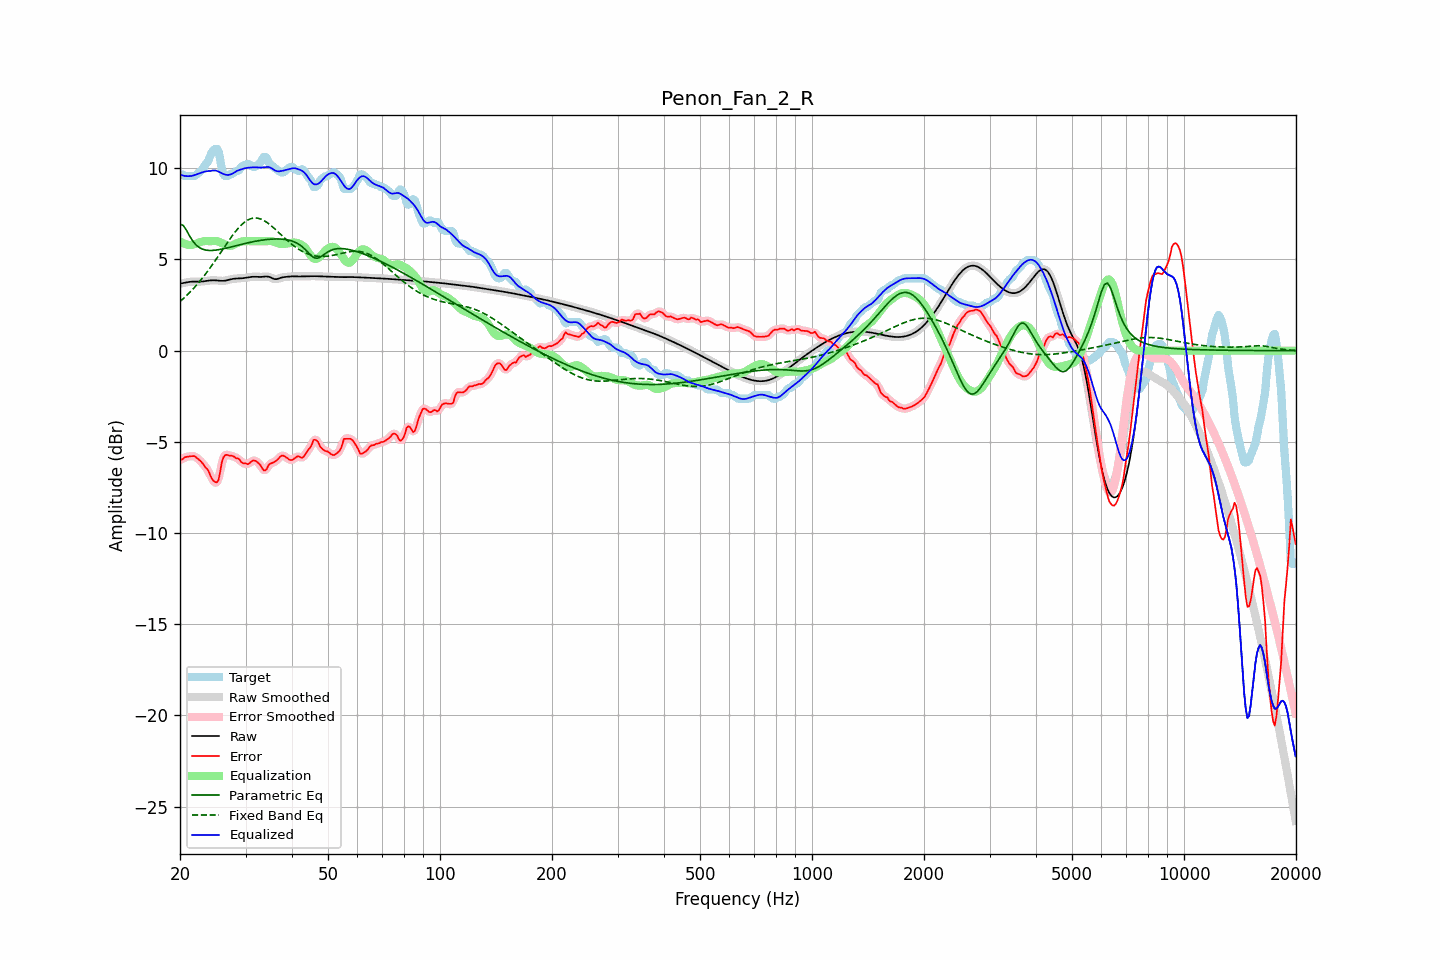 Penon_Fan_2_R
Amplitude (dBr)
10
5
0
−5
−10
−15
−20
−25
Target
Raw Smoothed
Error Smoothed
Raw
Error
Equalization
Parametric Eq
Fixed Band Eq
Equalized
20 50 100 200 500 1000 2000 5000 10000 20000
Frequency (Hz)